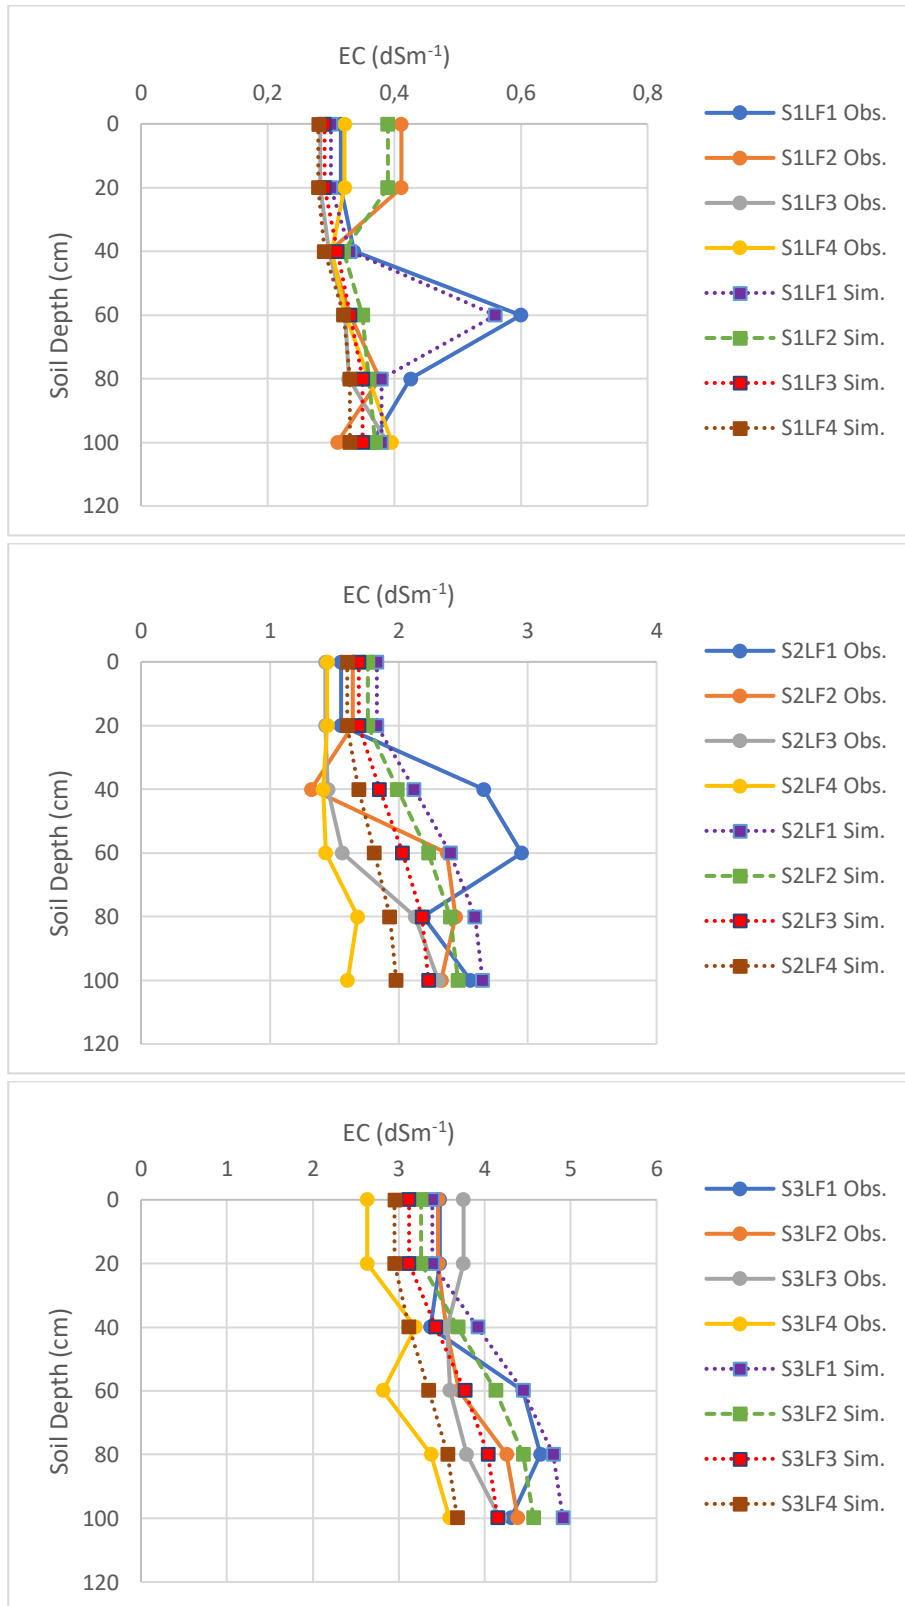 EC (dSm-1)
0 0,2 0,4 0,6 0,8
0
20
40
60
80
100
120
Soil Depth (cm)
S1LF1 Obs.
S1LF2 Obs.
S1LF3 Obs.
S1LF4 Obs.
S1LF1 Sim.
S1LF2 Sim.
S1LF3 Sim.
S1LF4 Sim.
EC (dSm-1)
0 1 2 3 4
0
20
40
60
80
100
120
Soil Depth (cm)
S2LF1 Obs.
S2LF2 Obs.
S2LF3 Obs.
S2LF4 Obs.
S2LF1 Sim.
S2LF2 Sim.
S2LF3 Sim.
S2LF4 Sim.
EC (dSm-1)
0 1 2 3 4 5 6
0
20
40
60
80
100
120
Soil Depth (cm)
S3LF1 Obs.
S3LF2 Obs.
S3LF3 Obs.
S3LF4 Obs.
S3LF1 Sim.
S3LF2 Sim.
S3LF3 Sim.
S3LF4 Sim.